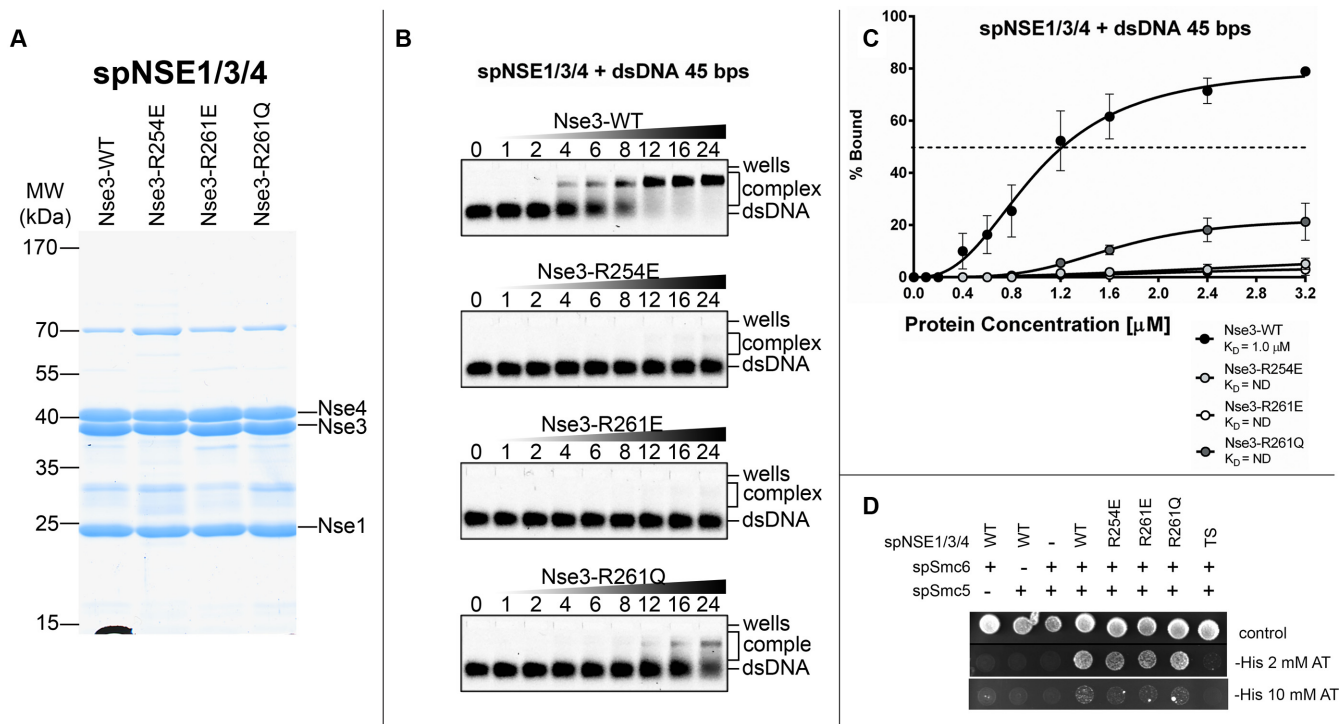 A
spNSE1/3/4
Nse3-WT
Nse3-R254E
Nse3-R261E
Nse3-R261Q
MW
(kDa)
170
70
55
40
35
25
15
Nse4
Nse3
Nse1
B
spNSE1/3/4 + dsDNA 45 bps
Nse3-WT
0 1 2 4 6 8 12 16 24
wells
complex
dsDNA
Nse3-R254E
0 1 2 4 6 8 12 16 24
wells
complex
dsDNA
Nse3-R261E
0 1 2 4 6 8 12 16 24
wells
complex
dsDNA
Nse3-R261Q
0 1 2 4 6 8 12 16 24
wells
comple
dsDNA
C
spNSE1/3/4 + dsDNA 45 bps
% Bound
100
80
60
40
20
0
0.0 0.4 0.8 1.2 1.6 2.0 2.4 2.8 3.2
Protein Concentration [µM]
Nse3-WT
KD = 1.0 µM
Nse3-R254E
KD = ND
Nse3-R261E
KD = ND
Nse3-R261Q
KD = ND
D
spNSE1/3/4 WT WT - WT R254E R261E R261Q TS
spSmc6 + - + + + + + +
spSmc5 - + + + + + + +
control
-His 2 mM AT
-His 10 mM AT